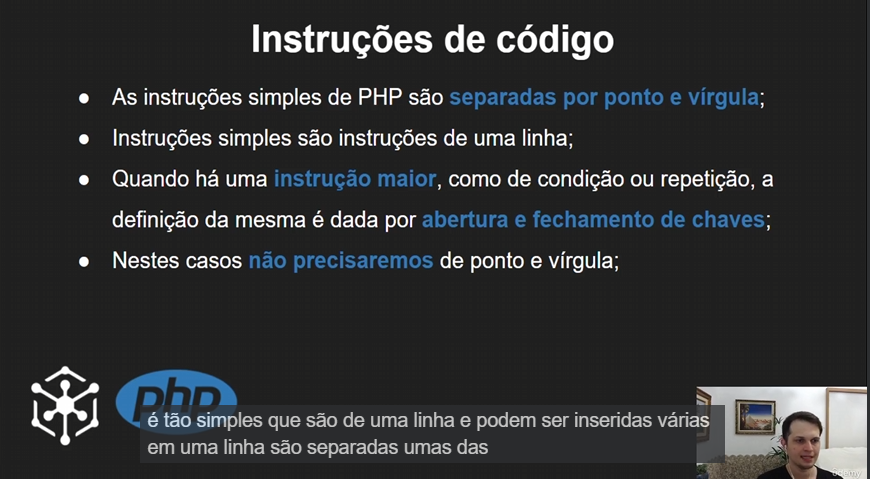 Instruções de código
● As instruções simples de PHP são separadas por ponto e vírgula;
● Instruções simples são instruções de uma linha;
● Quando há uma instrução maior, como de condição ou repetição, a
definição da mesma é dada por abertura e fechamento de chaves;
● Nestes casos não precisaremos de ponto e vírgula;
php
é tão simples que são de uma linha e podem ser inseridas várias
em uma linha são separadas umas das
udemy